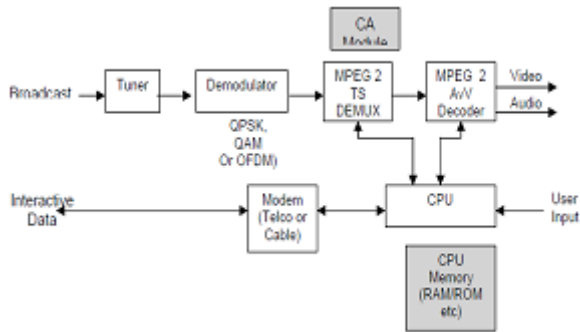 CA
Module
Broadcast
Tuner
Demodulator
QPSK,
QAM
Or OFDM)
MPEG 2
TS
DEMUX
MPEG 2
A/V
Decoder
Video
Audio
Interactive
Data
Modem
(Telco or
Cable)
CPU
User
Input
CPU
Memory
(RAM/ROM
etc)